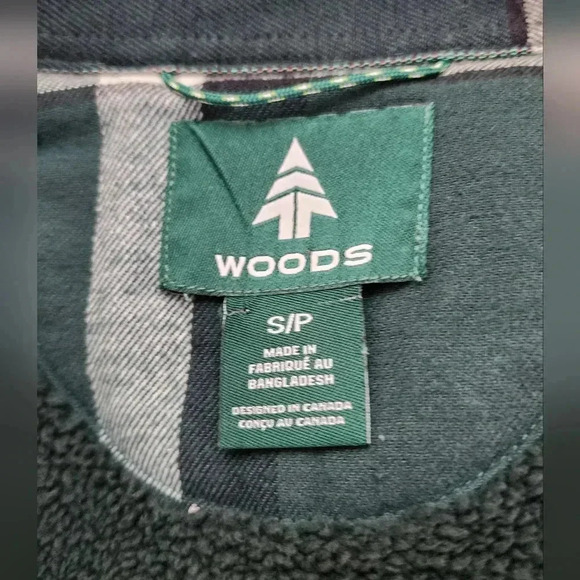 WOODS
S/P
MADE IN
FABRIQUÉ AU
BANGLADESH
DESIGNED IN CANADA
CONÇU AU CANADA